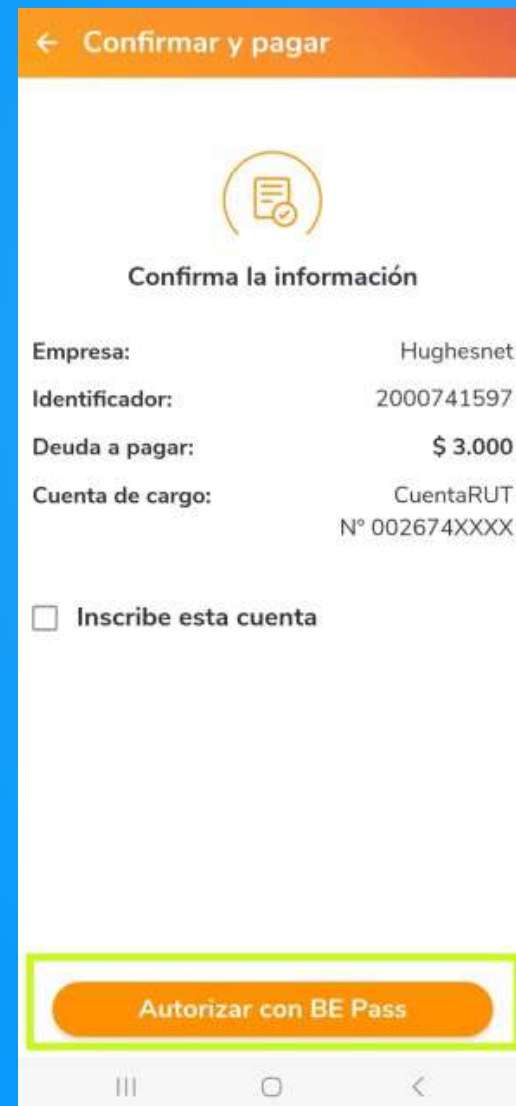 Confirmar y pagar
Confirma la información
Empresa: Hughesnet
Identificador: 2000741597
Deuda a pagar: $ 3.000
Cuenta de cargo: CuentaRUT
N° 002674XXXX
Inscribe esta cuenta
Autorizar con BE Pass